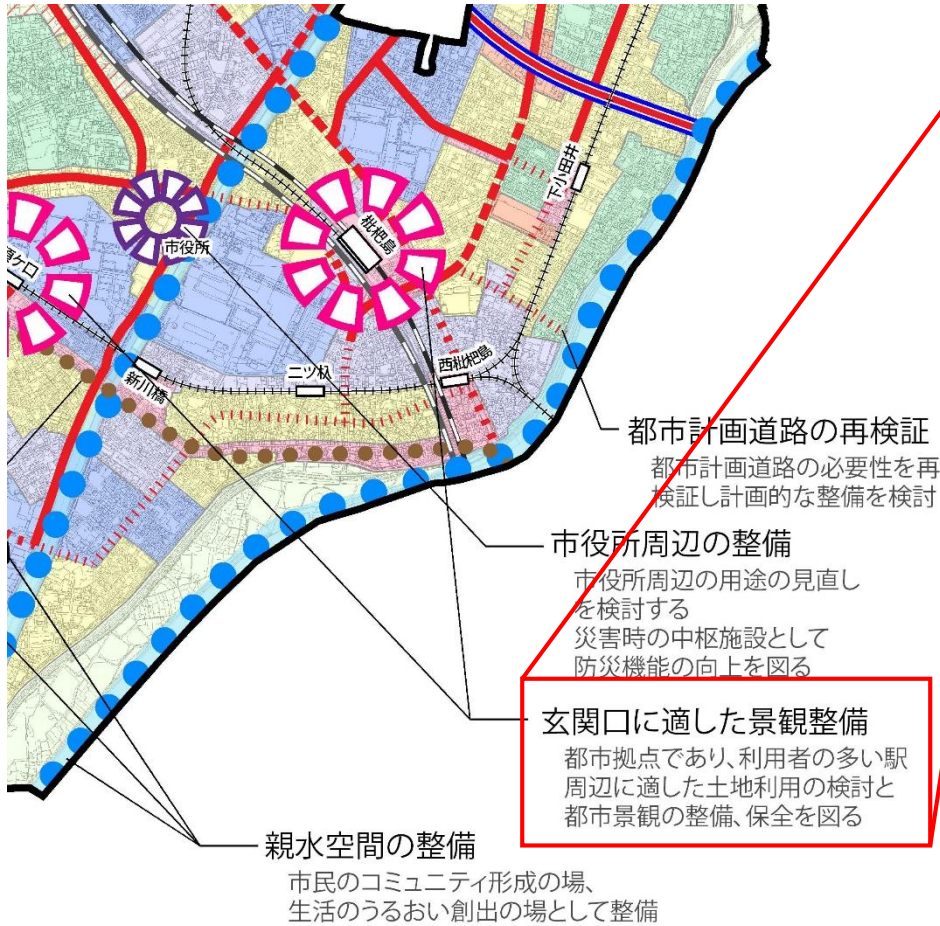 下小田井
枇杷島
市役所
ケ口
新川橋
二ツ杁
西枇杷島
都市計画道路の再検証
都市計画道路の必要性を再
検証し計画的な整備を検討
市役所周辺の整備
市役所周辺の用途の見直し
を検討する
災害時の中枢施設として
防災機能の向上を図る
玄関口に適した景観整備
都市拠点であり、利用者の多い駅
周辺に適した土地利用の検討と
都市景観の整備、保全を図る
親水空間の整備
市民のコミュニティ形成の場、
生活のうるおい創出の場として整備